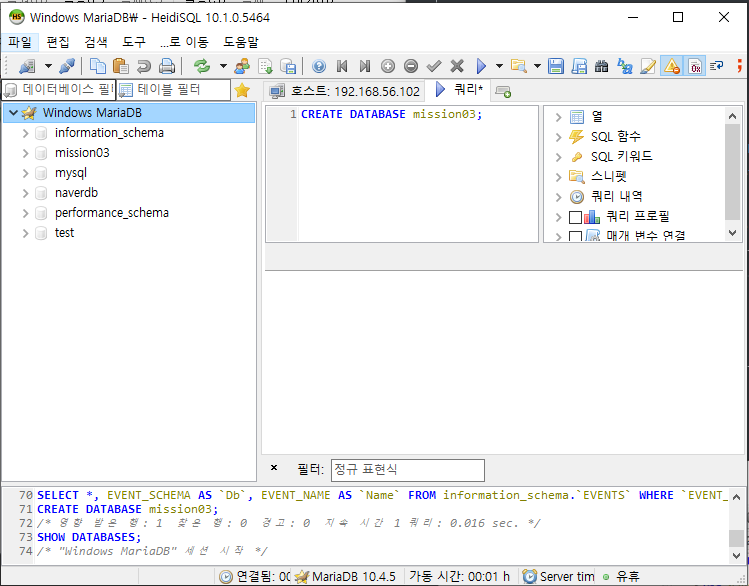 Windows MariaDB\ - HeidiSQL 10.1.0.5464
파일 편집 검색 도구 ...로 이동 도움말
데이터베이스 필 테이블 필터
호스트: 192.168.56.102 쿼리*
Windows MariaDB
information_schema
mission03
mysql
naverdb
performance_schema
test
1 CREATE DATABASE mission03;
열
SQL 함수
SQL 키워드
스니펫
쿼리 내역
쿼리 프로필
매개 변수 연결
필터: 정규 표현식
70 SELECT *, EVENT_SCHEMA AS `Db`, EVENT_NAME AS `Name` FROM information_schema.`EVENTS` WHERE `EVENT_
71 CREATE DATABASE mission03;
72 /* 영향 받은 행: 1 찾은 행: 0 경고: 0 지속 시간 1 쿼리: 0.016 sec. */
73 SHOW DATABASES;
74 /* "Windows MariaDB" 세션 시작 */
연결됨: 00 MariaDB 10.4.5 가동 시간: 00:01 h Server tim 유휴